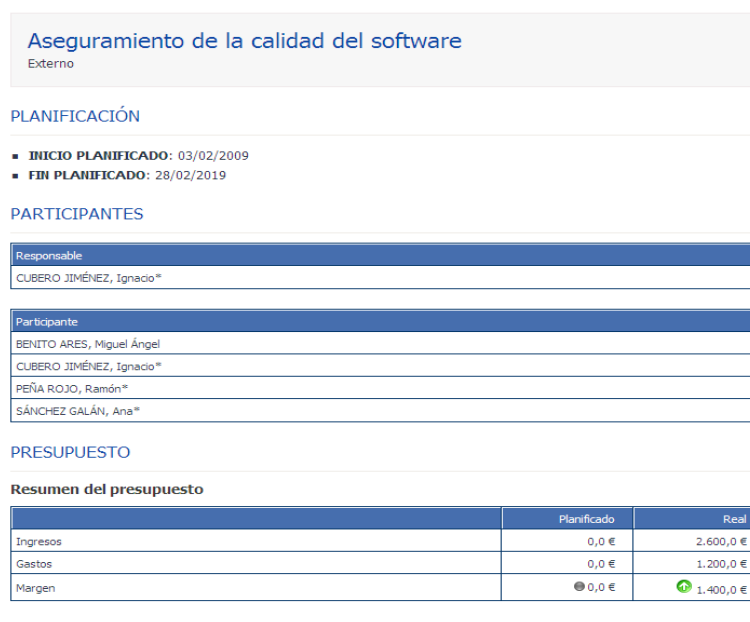 Aseguramiento de la calidad del software
Externo
PLANIFICACIÓN
INICIO PLANIFICADO: 03/02/2009
FIN PLANIFICADO: 28/02/2019
PARTICIPANTES
Responsable
CUBERO JIMÉNEZ, Ignacio*
Participante
BENITO ARES, Miguel Ángel
CUBERO JIMÉNEZ, Ignacio*
PEÑA ROJO, Ramón*
SÁNCHEZ GALÁN, Ana*
PRESUPUESTO
Resumen del presupuesto
Planificado Real
Ingresos 0,0 € 2.600,0 €
Gastos 0,0 € 1.200,0 €
Margen 0,0 € 1.400,0 €